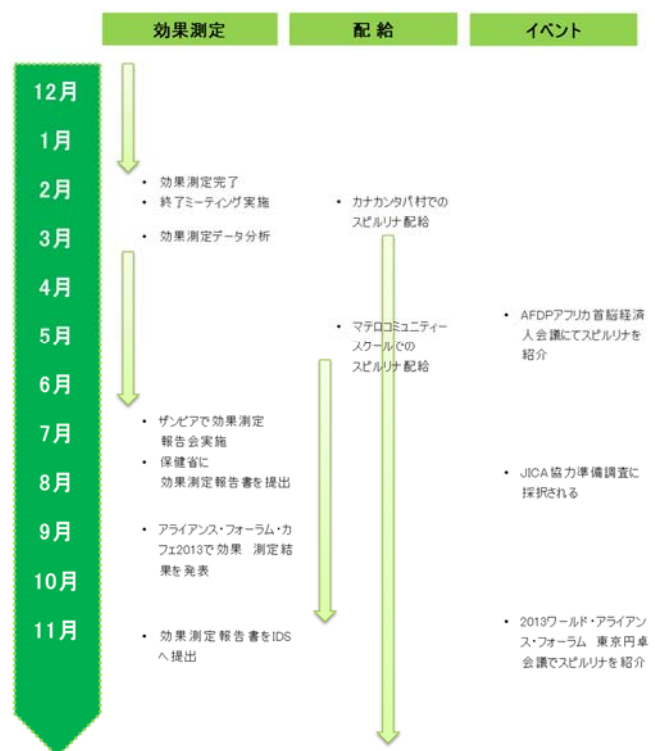 効果測定
配 給
イベント
12月
1月
2月
3月
4月
5月
6月
7月
8月
9月
10月
11月
• 効果測定完了
• 終了ミーティング実施
• 効果測定データ分析
• ザンビアで効果測定
報告会実施
• 保健省に
効果測定報告書を提出
• アライアンス・フォーラム・カ
フェ2013で効果 測定結
果を発表
• 効果測定報告書をIDS
へ提出
• カナカンタパ村での
スピルリナ配給
• マテロコミュニティー
スクールでの
スピルリナ配給
• AFDPアフリカ首脳経済
人会議にてスピルリナを
紹介
• JICA協力準備調査に
採択される
• 2013ワールド・アライアン
ス・フォーラム 東京円卓
会議でスピルリナを紹介